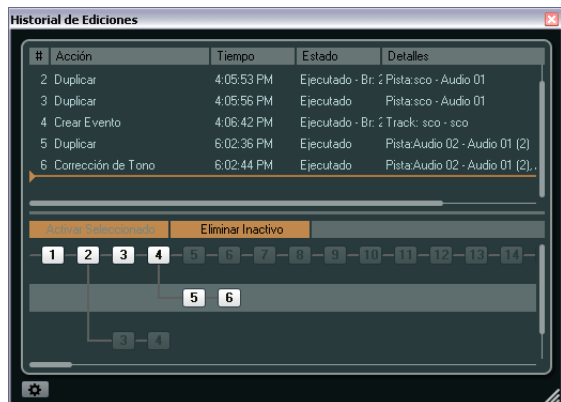 Historial de Ediciones
# Acción Tiempo Estado Detalles
2 Duplicar 4:05:53 PM Ejecutado - Br: 2 Pista:sco - Audio 01
3 Duplicar 4:05:56 PM Ejecutado Pista:sco - Audio 01
4 Crear Evento 4:06:42 PM Ejecutado - Br: 2 Track: sco - sco
5 Duplicar 6:02:36 PM Ejecutado Pista:Audio 02 - Audio 01 (2)
6 Corrección de Tono 6:02:44 PM Ejecutado Pista:Audio 02 - Audio 01 (2),
Activar Seleccionado Eliminar Inactivo
1 2 3 4 5 6 7 8 9 10 11 12 13 14
5 6
3 4